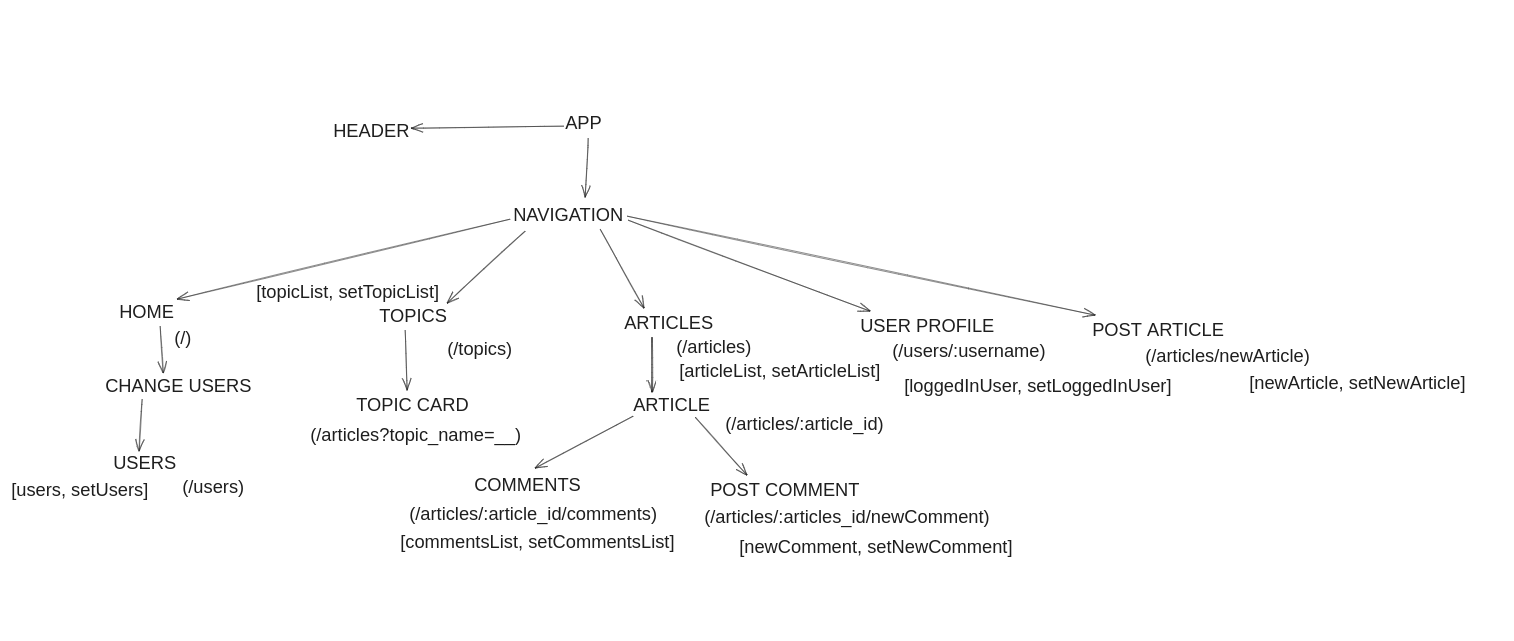 APP
HEADER
NAVIGATION
[topicList, setTopicList]
HOME
TOPICS
ARTICLES
USER PROFILE
POST ARTICLE
(/)
(/topics)
(/articles)
(/users/:username)
(/articles/newArticle)
[articleList, setArticleList]
[loggedInUser, setLoggedInUser]
[newArticle, setNewArticle]
CHANGE USERS
TOPIC CARD
ARTICLE
(/articles?topic_name=__)
(/articles/:article_id)
USERS
[users, setUsers]
(/users)
COMMENTS
POST COMMENT
(/articles/:article_id/comments)
(/articles/:articles_id/newComment)
[commentsList, setCommentsList]
[newComment, setNewComment]